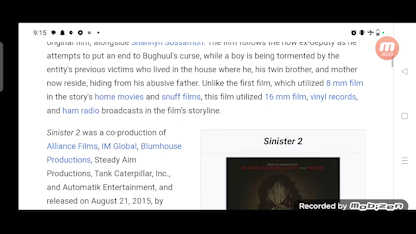 9:15
original film, alongside Shannyn Sossamon. The film follows the now ex-deputy as he
attempts to put an end to Bughuul's curse, while a boy is being tormented by the
entity's previous victims who lived in the house where he, his twin brother, and mother
now reside, hiding from his abusive father. Unlike the first film, which utilized 8 mm film
in the story's home movies and snuff films, this film utilized 16 mm film, vinyl records,
and ham radio broadcasts in the film's storyline.
Sinister 2 was a co-production of
Alliance Films, IM Global, Blumhouse
Productions, Steady Aim
Productions, Tank Caterpillar, Inc.,
and Automatik Entertainment, and
released on August 21, 2015, by
Sinister 2
Recorded by Mobizen